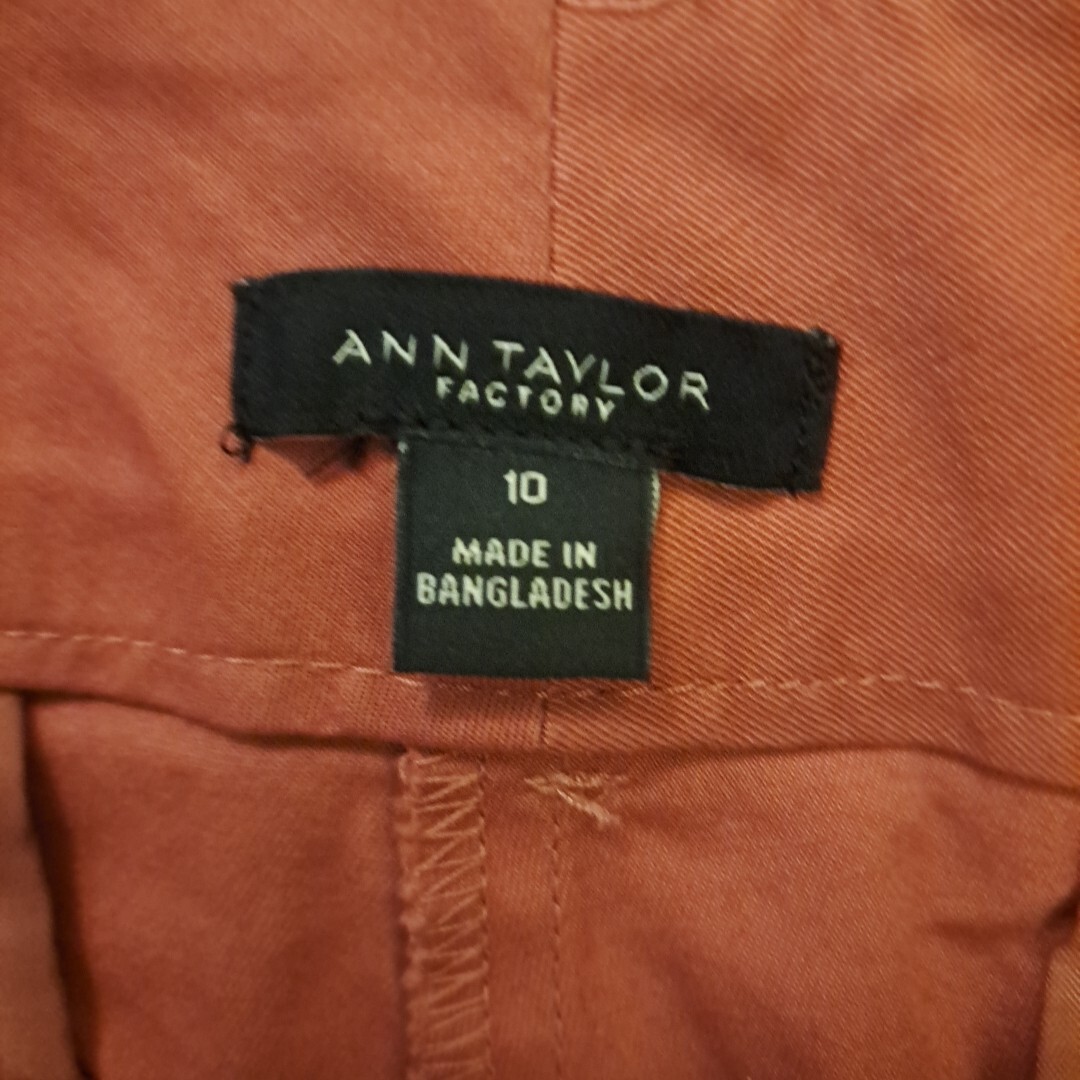 ANN TAYLOR
FACTORY
10
MADE IN
BANGLADESH